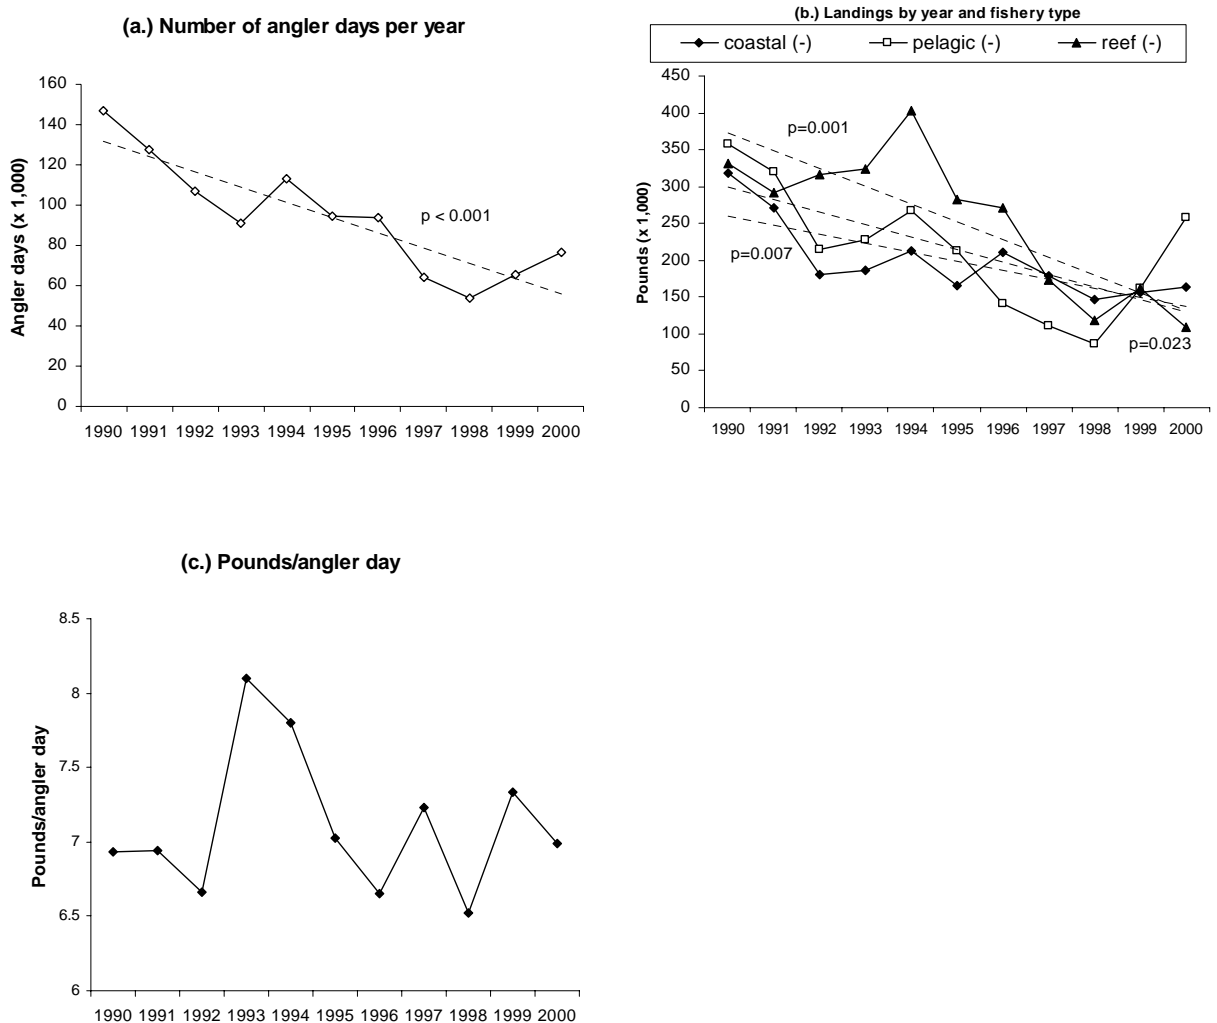 (a.) Number of angler days per year
Angler days (x 1,000)
160
140
120
100
80
60
40
20
0
p < 0.001
1990 1991 1992 1993 1994 1995 1996 1997 1998 1999 2000
(b.) Landings by year and fishery type
coastal (-) pelagic (-) reef (-)
Pounds (x 1,000)
450
400
350
300
250
200
150
100
50
0
p=0.001
p=0.007
p=0.023
1990 1991 1992 1993 1994 1995 1996 1997 1998 1999 2000
(c.) Pounds/angler day
Pounds/angler day
8.5
8
7.5
7
6.5
6
1990 1991 1992 1993 1994 1995 1996 1997 1998 1999 2000